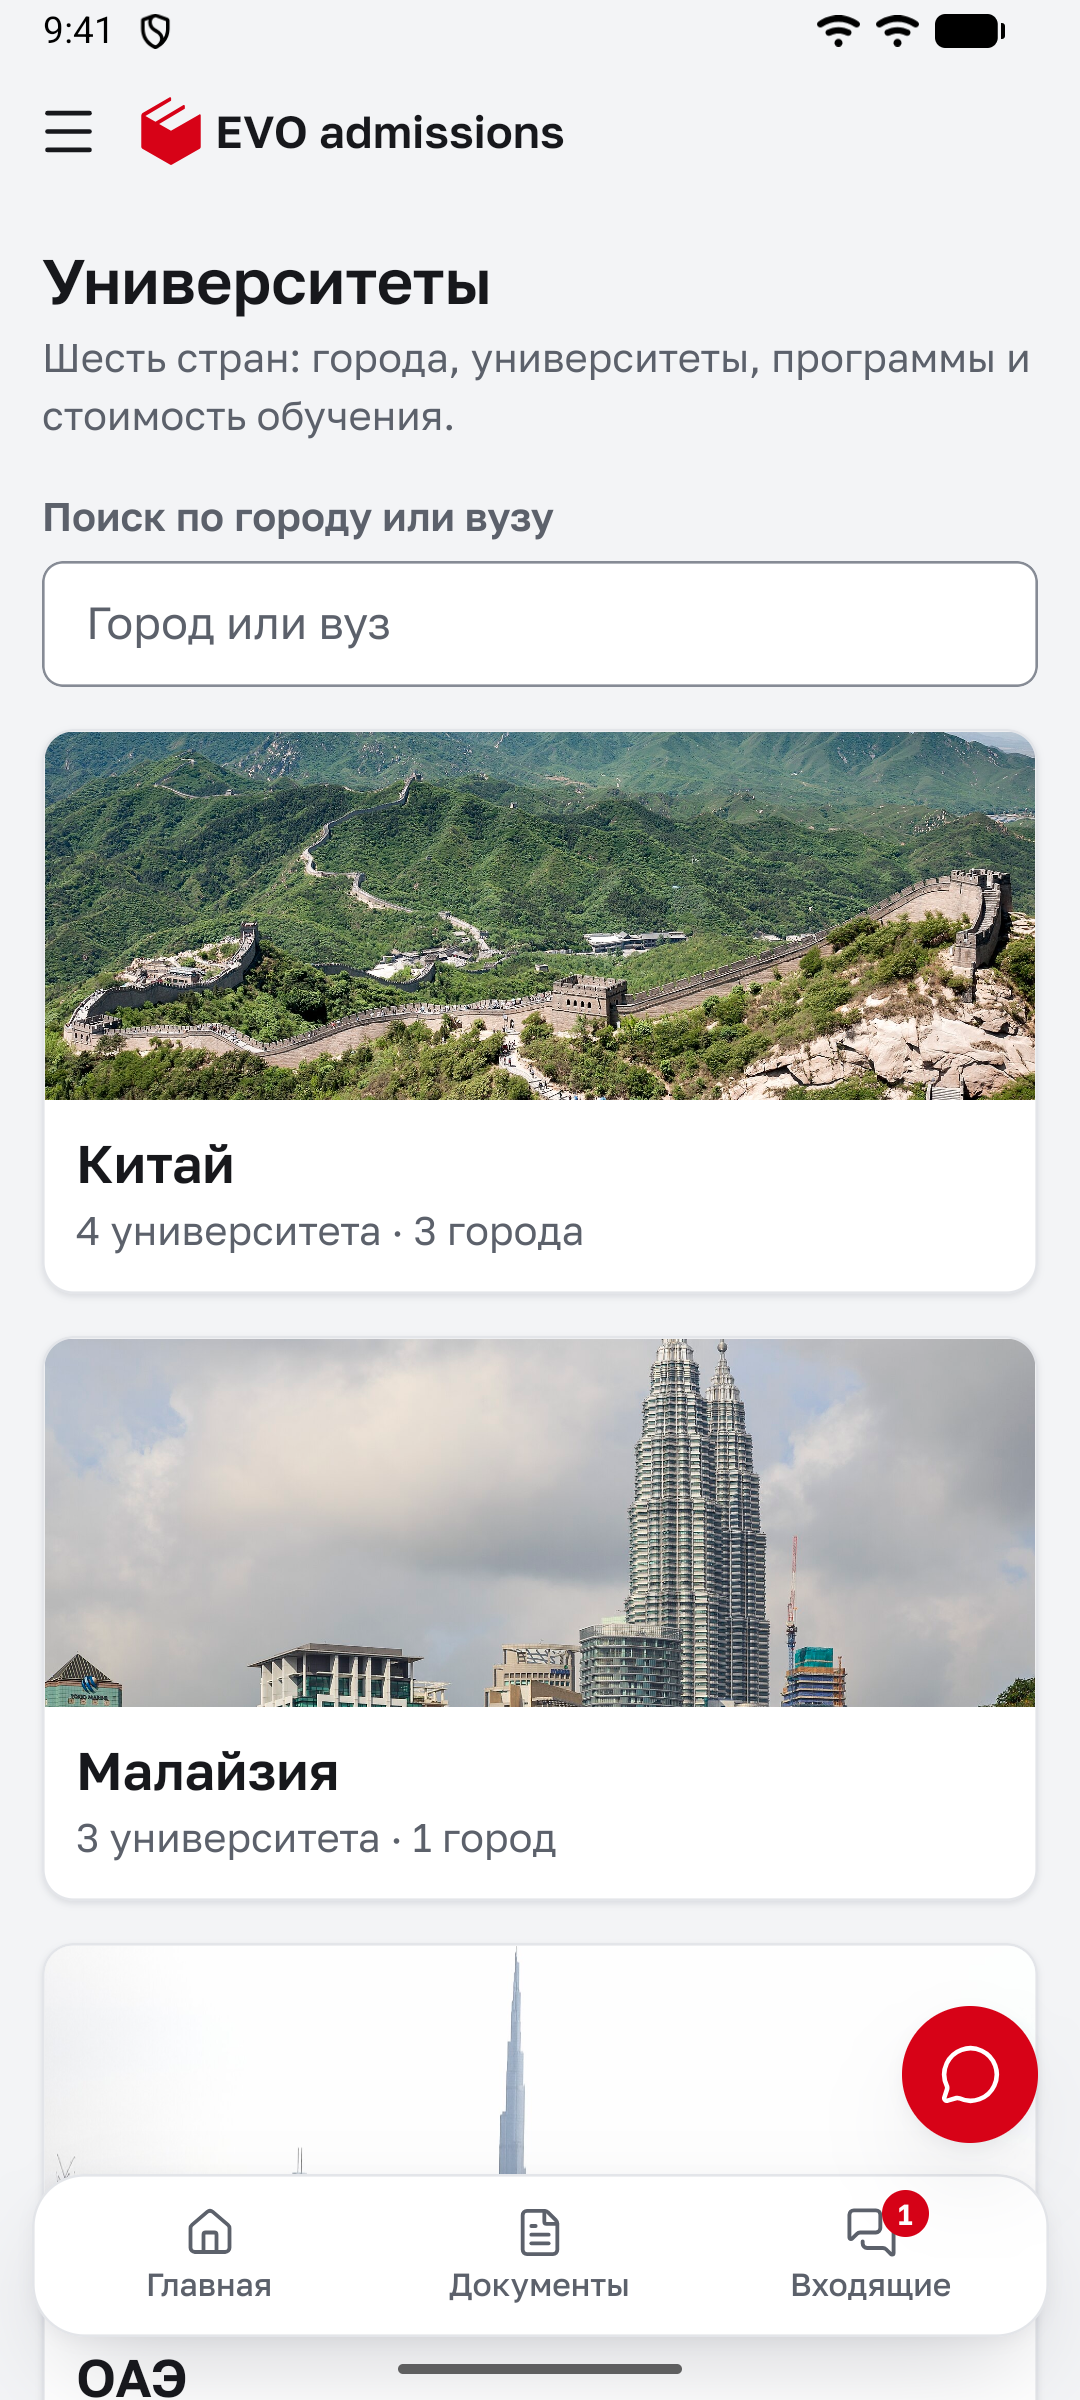 9:41
EVO admissions
Университеты
Шесть стран: города, университеты, программы и
стоимость обучения.
Поиск по городу или вузу
Город или вуз
Китай
4 университета · 3 города
Малайзия
3 университета · 1 город
1
Главная
Документы
Входящие
ОАЭ